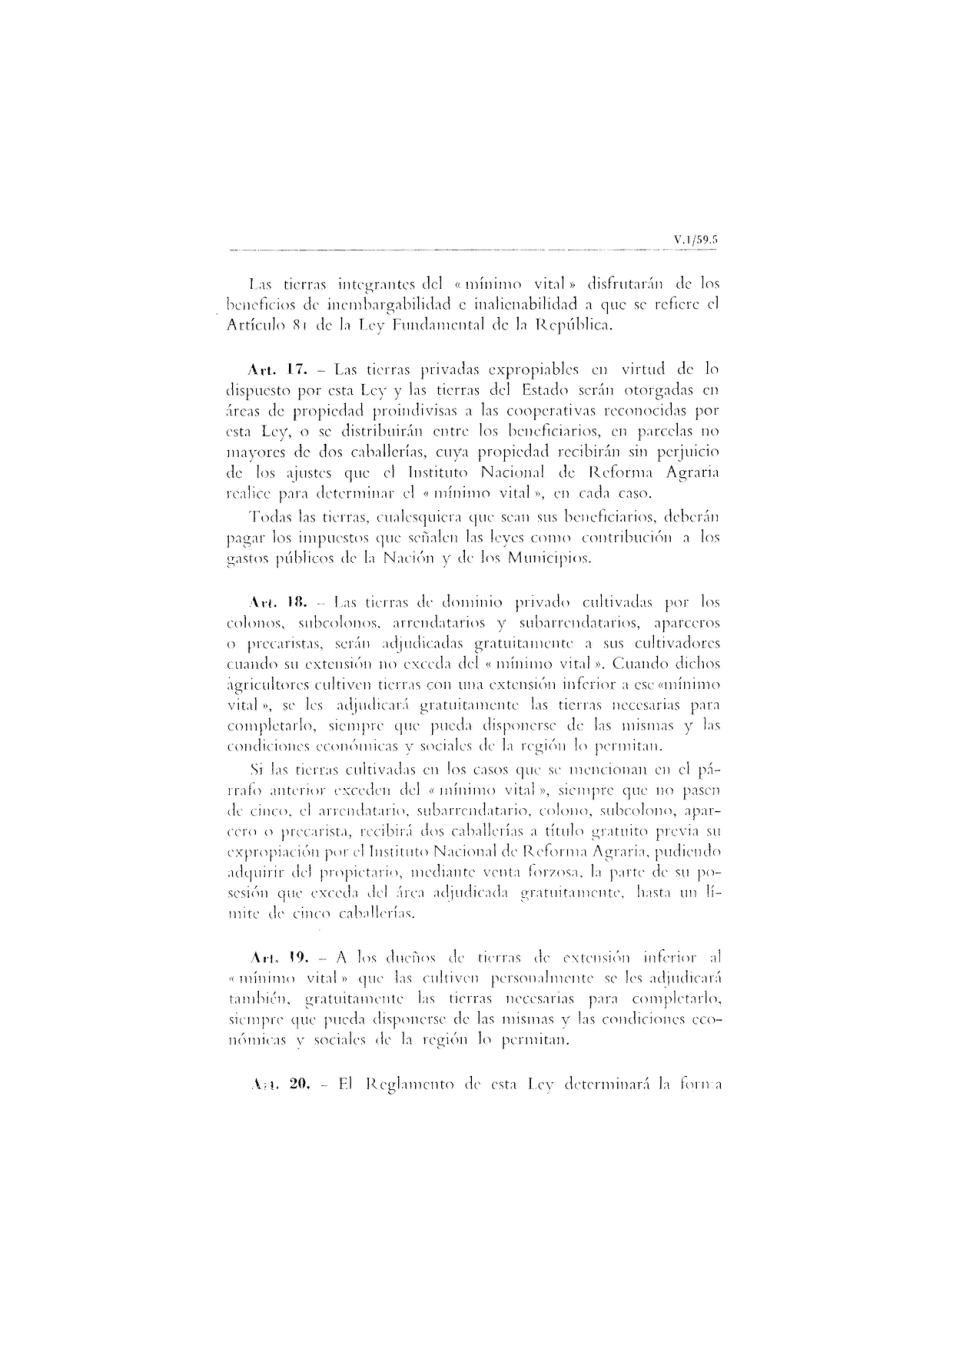 V.1/59.5
Las tierras integrantes del « mínimo vital » disfrutarán de los
beneficios de inembargabilidad e inalienabilidad a que se refiere el
Artículo 81 de la Ley Fundamental de la República.
Art. 17. – Las tierras privadas expropiables en virtud de lo
dispuesto por esta Ley y las tierras del Estado serán otorgadas en
áreas de propiedad proindivisas a las cooperativas reconocidas por
esta Ley, o se distribuirán entre los beneficiarios, en parcelas no
mayores de dos caballerías, cuya propiedad recibirán sin perjuicio
de los ajustes que el Instituto Nacional de Reforma Agraria
realice para determinar el « mínimo vital », en cada caso.
Todas las tierras, cualesquiera que sean sus beneficiarios, deberán
pagar los impuestos que señalen las leyes como contribución a los
gastos públicos de la Nación y de los Municipios.
Art. 18. – Las tierras de dominio privado cultivadas por los
colonos, subcolonos, arrendatarios y subarrendatarios, aparceros
o precaristas, serán adjudicadas gratuitamente a sus cultivadores
cuando su extensión no exceda del « mínimo vital ». Cuando dichos
agricultores cultiven tierras con una extensión inferior a ese «mínimo
vital », se les adjudicará gratuitamente las tierras necesarias para
completarlo, siempre que pueda disponerse de las mismas y las
condiciones económicas y sociales de la región lo permitan.
Si las tierras cultivadas en los casos que se mencionan en el pá-
rrafo anterior exceden del « mínimo vital », siempre que no pasen
de cinco, el arrendatario, subarrendatario, colono, subcolono, apar-
cero o precarista, recibirá dos caballerías a título gratuito previa su
expropiación por el Instituto Nacional de Reforma Agraria, pudiendo
adquirir del propietario, mediante venta forzosa, la parte de su po-
sesión que exceda del área adjudicada gratuitamente, hasta un lí-
mite de cinco caballerías.
Art. 19. – A los dueños de tierras de extensión inferior al
« mínimo vital » que las cultiven personalmente se les adjudicará
también, gratuitamente las tierras necesarias para completarlo,
siempre que pueda disponerse de las mismas y las condiciones eco-
nómicas y sociales de la región lo permitan.
Art. 20. – El Reglamento de esta Ley determinará la forma